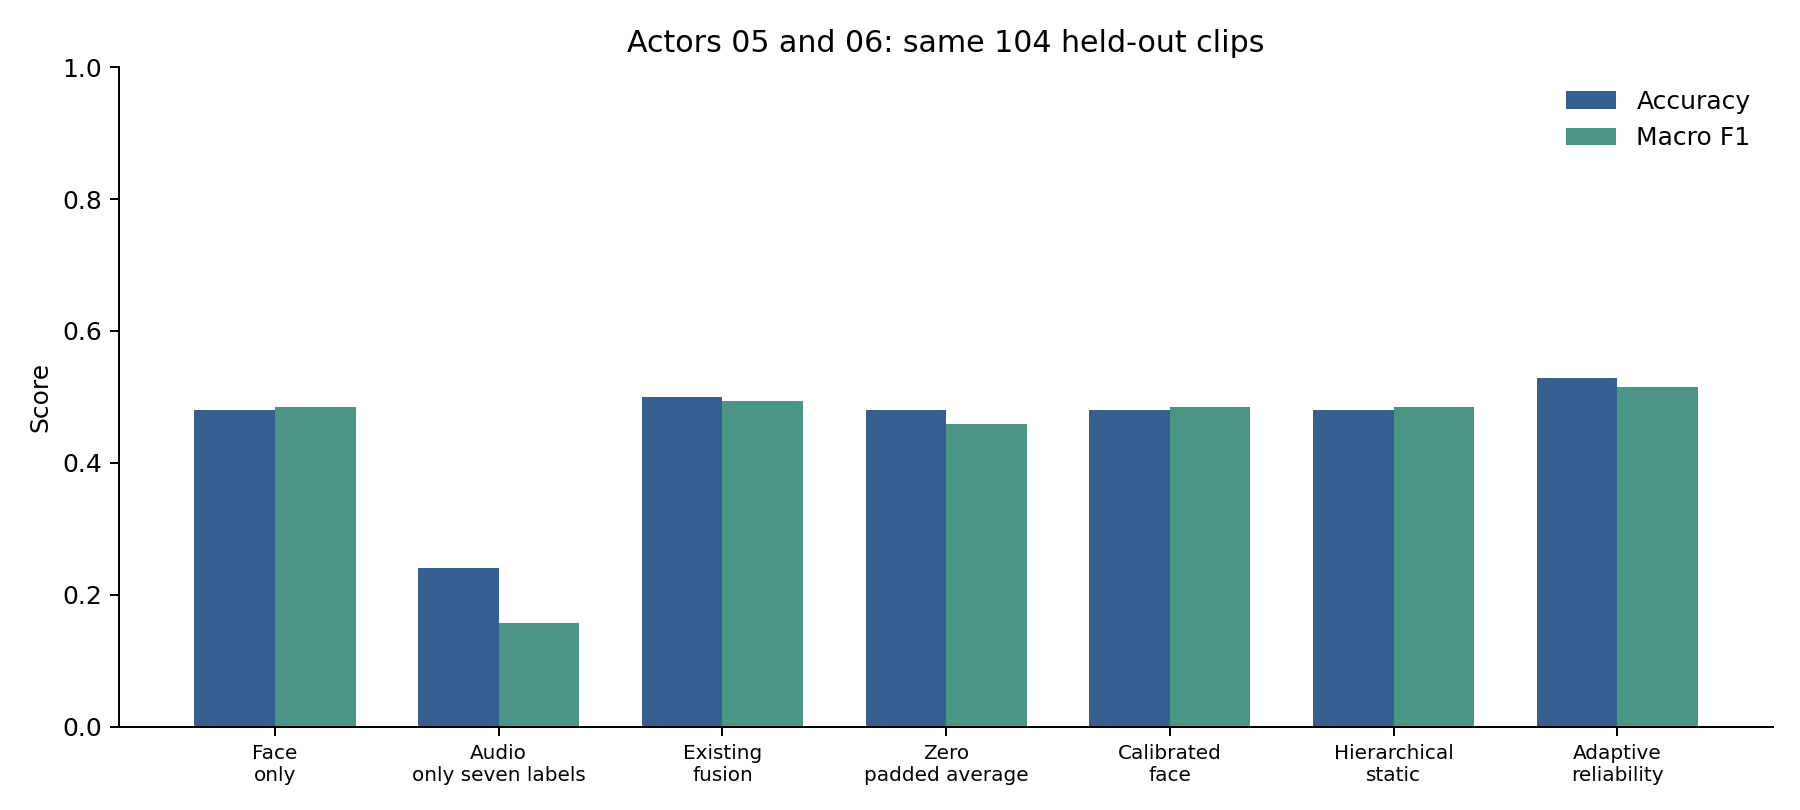 Actors 05 and 06: same 104 held-out clips
Accuracy
Macro F1
Score
1.0
0.8
0.6
0.4
0.2
0.0
Face
only
Audio
only seven labels
Existing
fusion
Zero
padded average
Calibrated
face
Hierarchical
static
Adaptive
reliability